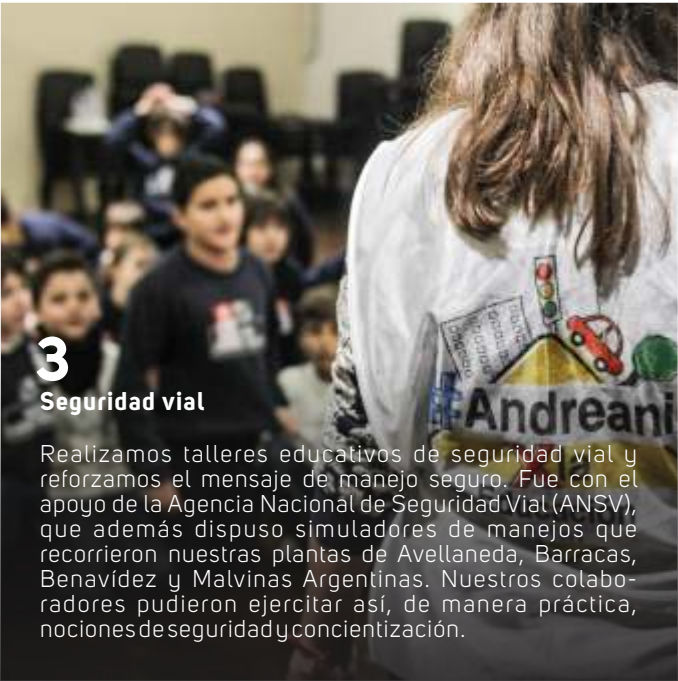 3
Seguridad vial
Realizamos talleres educativos de seguridad vial y
reforzamos el mensaje de manejo seguro. Fue con el
apoyo de la Agencia Nacional de Seguridad Vial (ANSV),
que además dispuso simuladores de manejos que
recorrieron nuestras plantas de Avellaneda, Barracas,
Benavídez y Malvinas Argentinas. Nuestros colabo-
radores pudieron ejercitar así, de manera práctica,
nociones de seguridad y concientización.
#Andreani